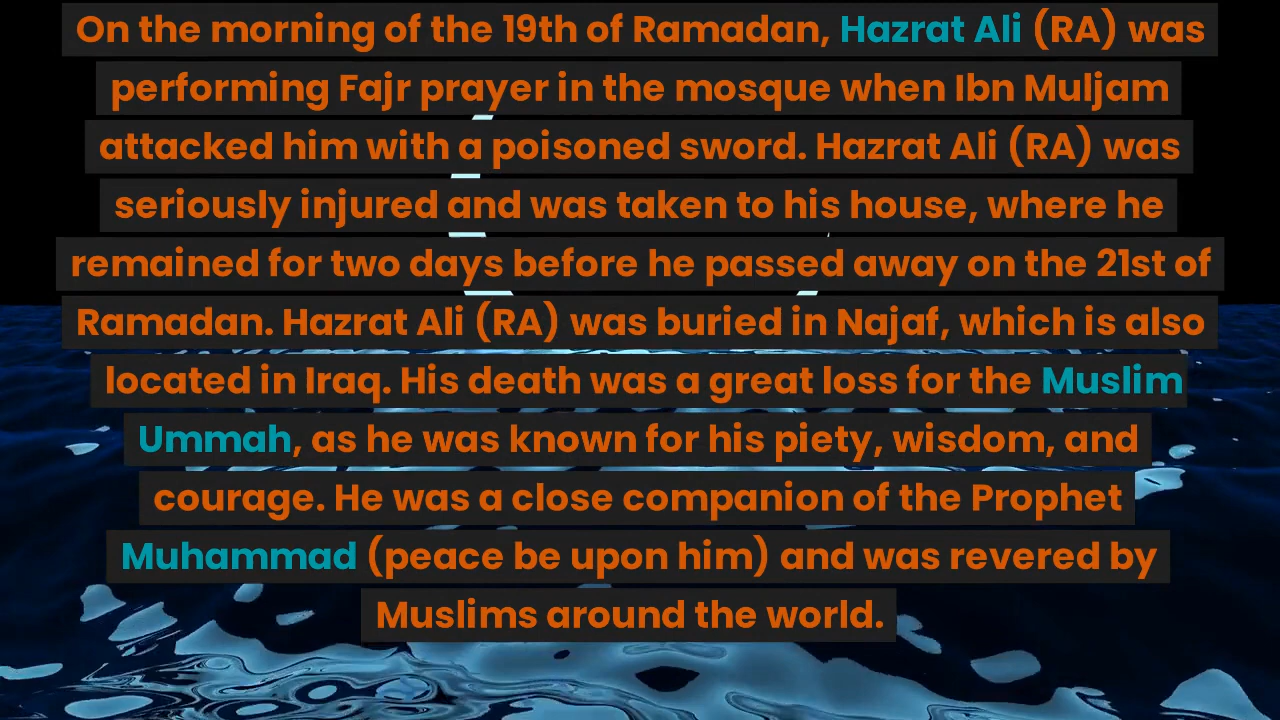 On the morning of the 19th of Ramadan, Hazrat Ali (RA) was
performing Fajr prayer in the mosque when Ibn Muljam
attacked him with a poisoned sword. Hazrat Ali (RA) was
seriously injured and was taken to his house, where he
remained for two days before he passed away on the 21st of
Ramadan. Hazrat Ali (RA) was buried in Najaf, which is also
located in Iraq. His death was a great loss for the Muslim
Ummah, as he was known for his piety, wisdom, and
courage. He was a close companion of the Prophet
Muhammad (peace be upon him) and was revered by
Muslims around the world.